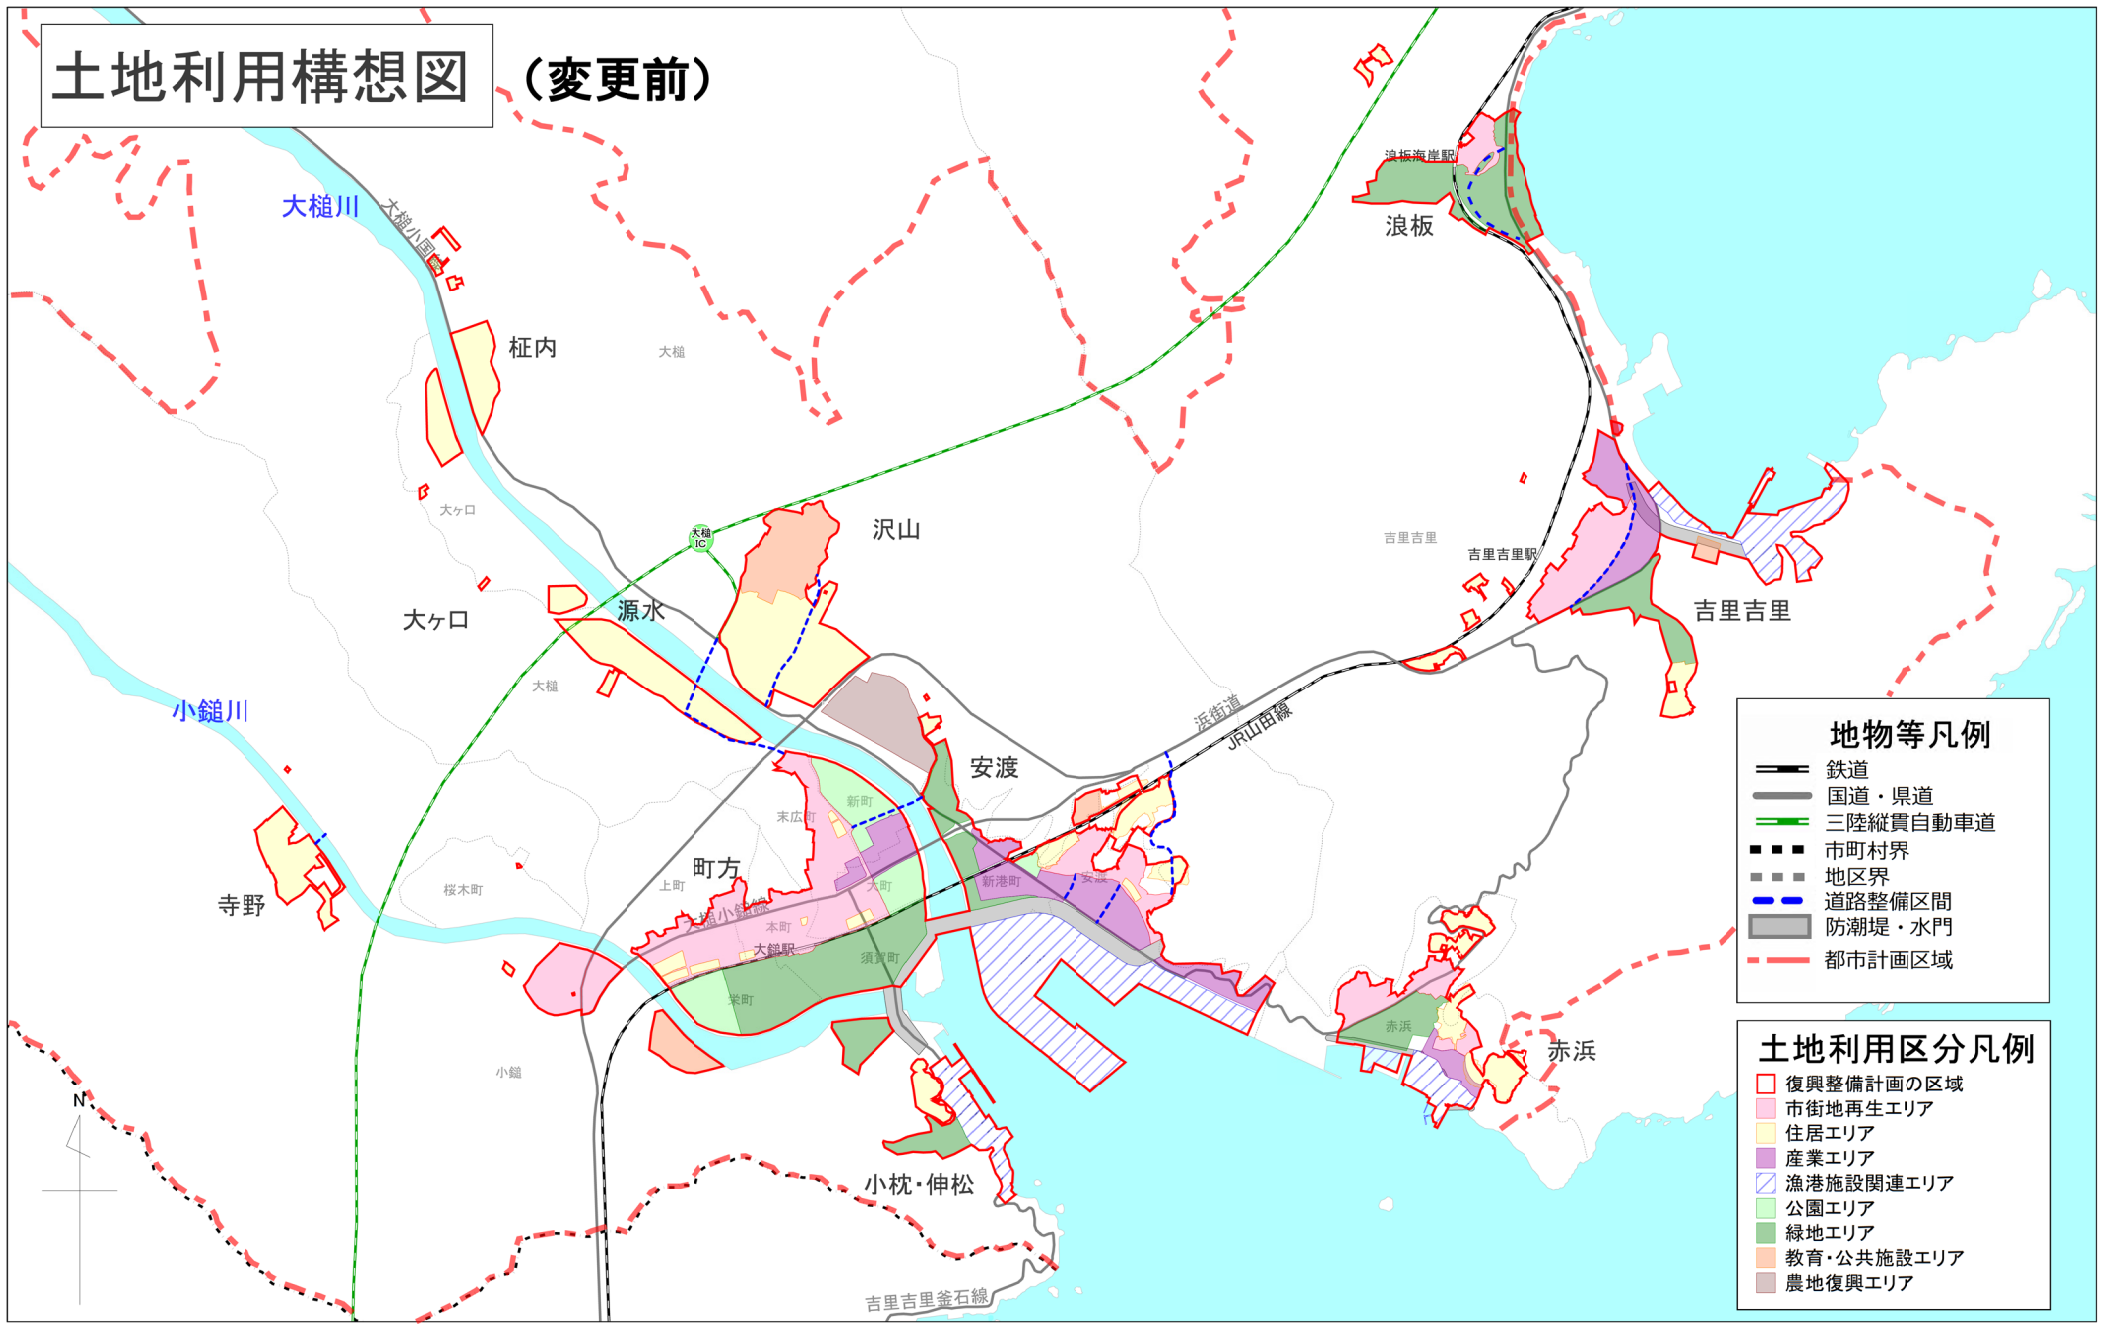 土地利用構想図
（変更前）
大槌川
大槌小国線
柾内
大槌
浪板海岸駅
浪板
大ヶ口
大槌
IC
沢山
吉里吉里
吉里吉里駅
大ヶ口
源水
吉里吉里
大槌
小鎚川
浜街道
JR山田線
安渡
新町
末広町
町方
上町
大町
新港町
安渡
桜木町
寺野
大槌小鎚線
本町
大鎚駅
須賀町
栄町
赤浜
赤浜
小鎚
N
小枕・伸松
吉里吉里釜石線
地物等凡例
鉄道
国道・県道
三陸縦貫自動車道
市町村界
地区界
道路整備区間
防潮堤・水門
都市計画区域
土地利用区分凡例
復興整備計画の区域
市街地再生エリア
住居エリア
産業エリア
漁港施設関連エリア
公園エリア
緑地エリア
教育・公共施設エリア
農地復興エリア